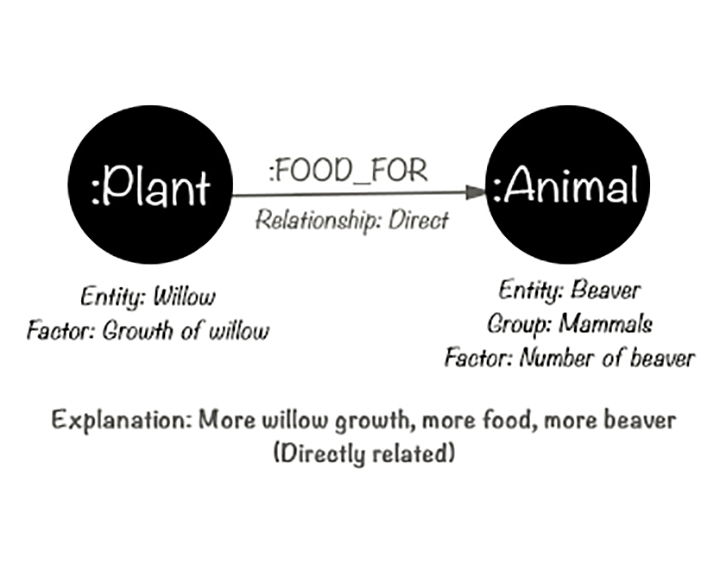 :Plant
:FOOD_FOR
Relationship: Direct
:Animal
Entity: Willow
Factor: Growth of willow
Entity: Beaver
Group: Mammals
Factor: Number of beaver
Explanation: More willow growth, more food, more beaver
(Directly related)